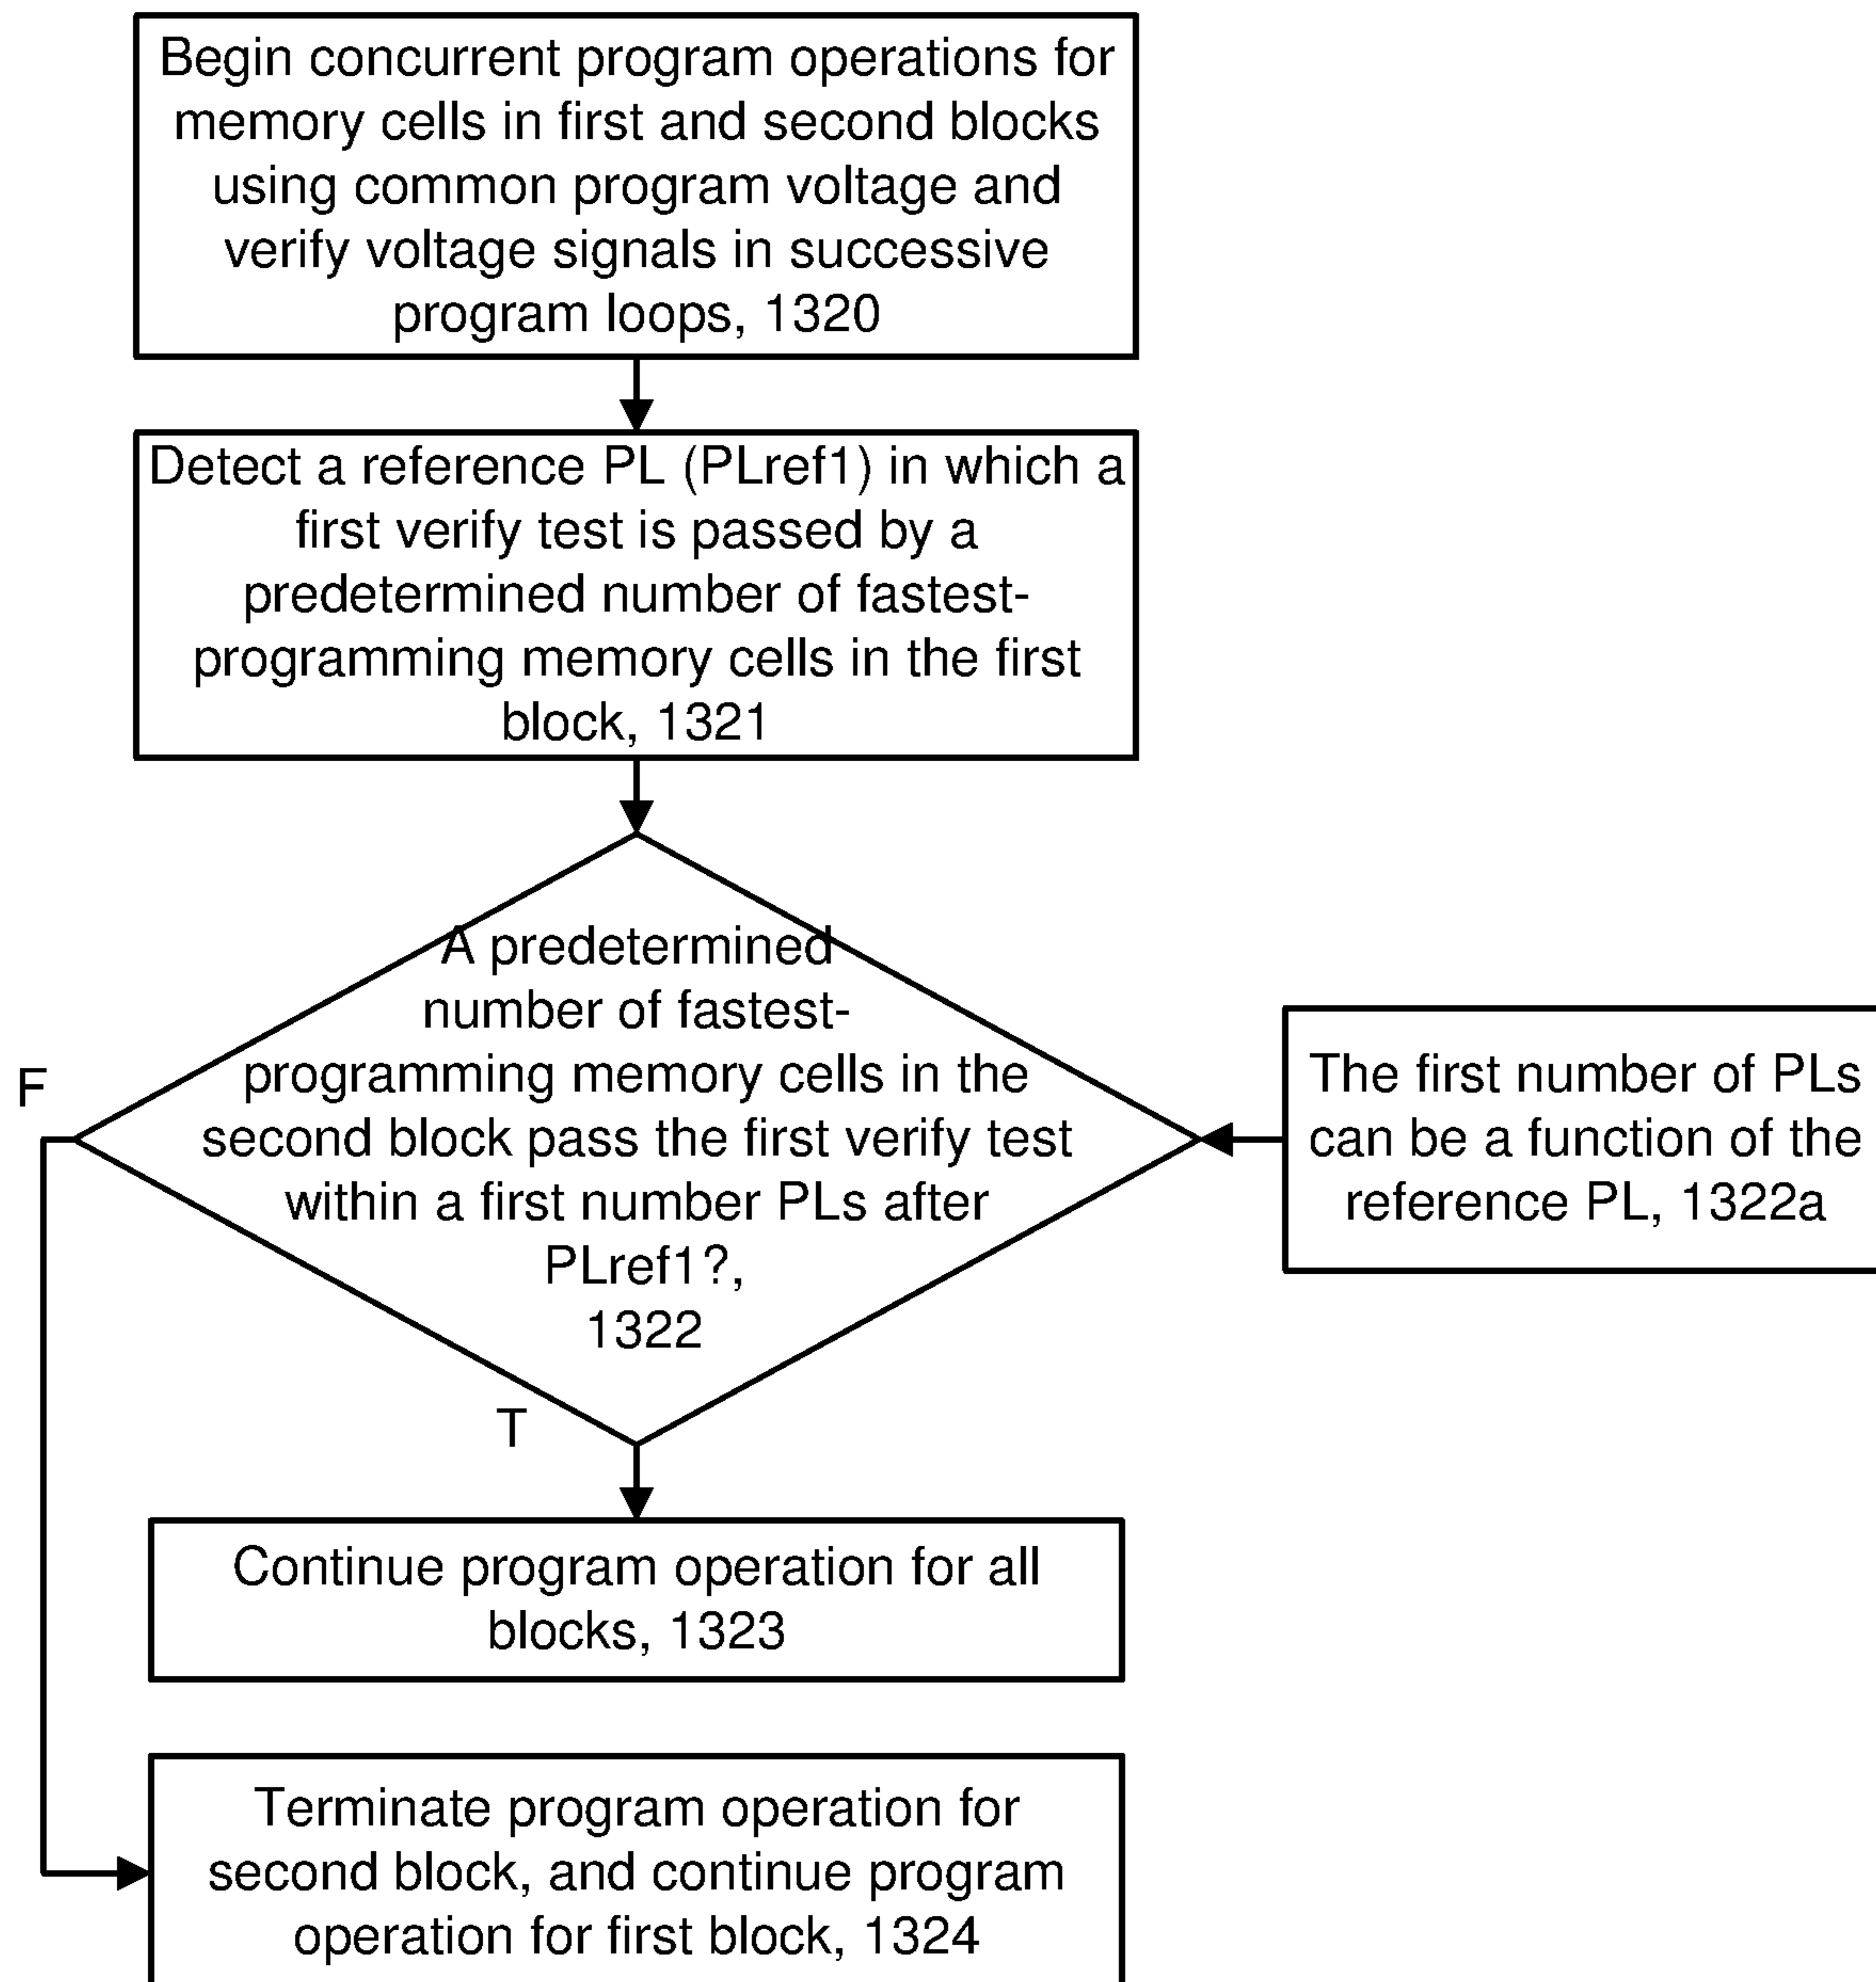 Begin concurrent program operations for
memory cells in first and second blocks
using common program voltage and
verify voltage signals in successive
program loops, 1320
Detect a reference PL (PLref1) in which a
first verify test is passed by a
predetermined number of fastest-
programming memory cells in the first
block, 1321
A predetermined
number of fastest-
programming memory cells in the
second block pass the first verify test
within a first number PLs after
PLref1?,
1322
F
The first number of PLs
can be a function of the
reference PL, 1322a
T
Continue program operation for all
blocks, 1323
Terminate program operation for
second block, and continue program
operation for first block, 1324